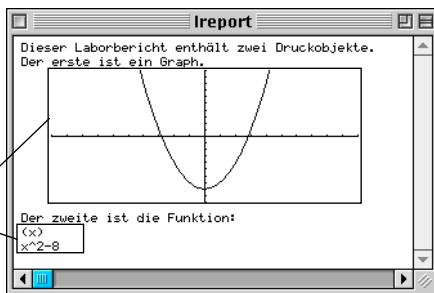 lreport
Dieser Laborbericht enthält zwei Druckobjekte.
Der erste ist ein Graph.
Der zweite ist die Funktion:
(x)
x^2-8